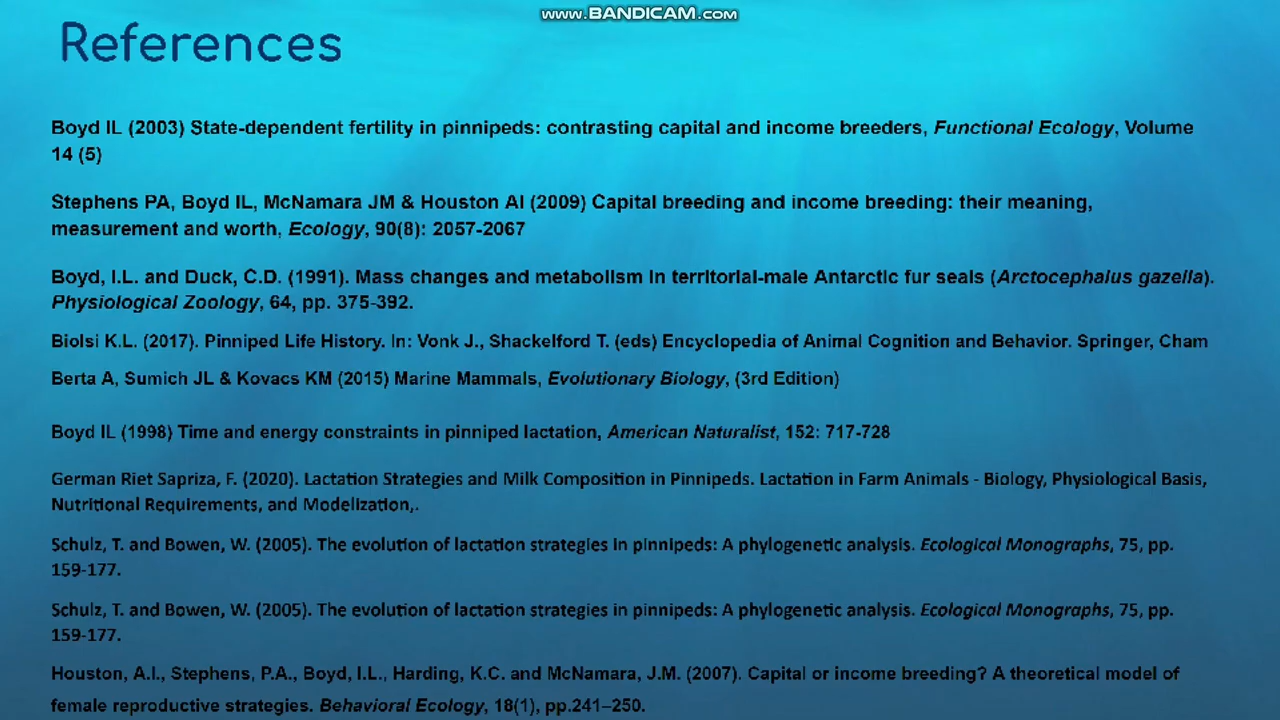 www.BANDICAM.com
References
Boyd IL (2003) State-dependent fertility in pinnipeds: contrasting capital and income breeders, Functional Ecology, Volume
14 (5)
Stephens PA, Boyd IL, McNamara JM & Houston AI (2009) Capital breeding and income breeding: their meaning,
measurement and worth, Ecology, 90(8): 2057-2067
Boyd, I.L. and Duck, C.D. (1991). Mass changes and metabolism in territorial-male Antarctic fur seals (Arctocephalus gazella).
Physiological Zoology, 64, pp. 375-392.
Biolsi K.L. (2017). Pinniped Life History. In: Vonk J., Shackelford T. (eds) Encyclopedia of Animal Cognition and Behavior. Springer, Cham
Berta A, Sumich JL & Kovacs KM (2015) Marine Mammals, Evolutionary Biology, (3rd Edition)
Boyd IL (1998) Time and energy constraints in pinniped lactation, American Naturalist, 152: 717-728
German Riet Sapriza, F. (2020). Lactation Strategies and Milk Composition in Pinnipeds. Lactation in Farm Animals - Biology, Physiological Basis,
Nutritional Requirements, and Modelization,.
Schulz, T. and Bowen, W. (2005). The evolution of lactation strategies in pinnipeds: A phylogenetic analysis. Ecological Monographs, 75, pp.
159-177.
Schulz, T. and Bowen, W. (2005). The evolution of lactation strategies in pinnipeds: A phylogenetic analysis. Ecological Monographs, 75, pp.
159-177.
Houston, A.I., Stephens, P.A., Boyd, I.L., Harding, K.C. and McNamara, J.M. (2007). Capital or income breeding? A theoretical model of
female reproductive strategies. Behavioral Ecology, 18(1), pp.241–250.